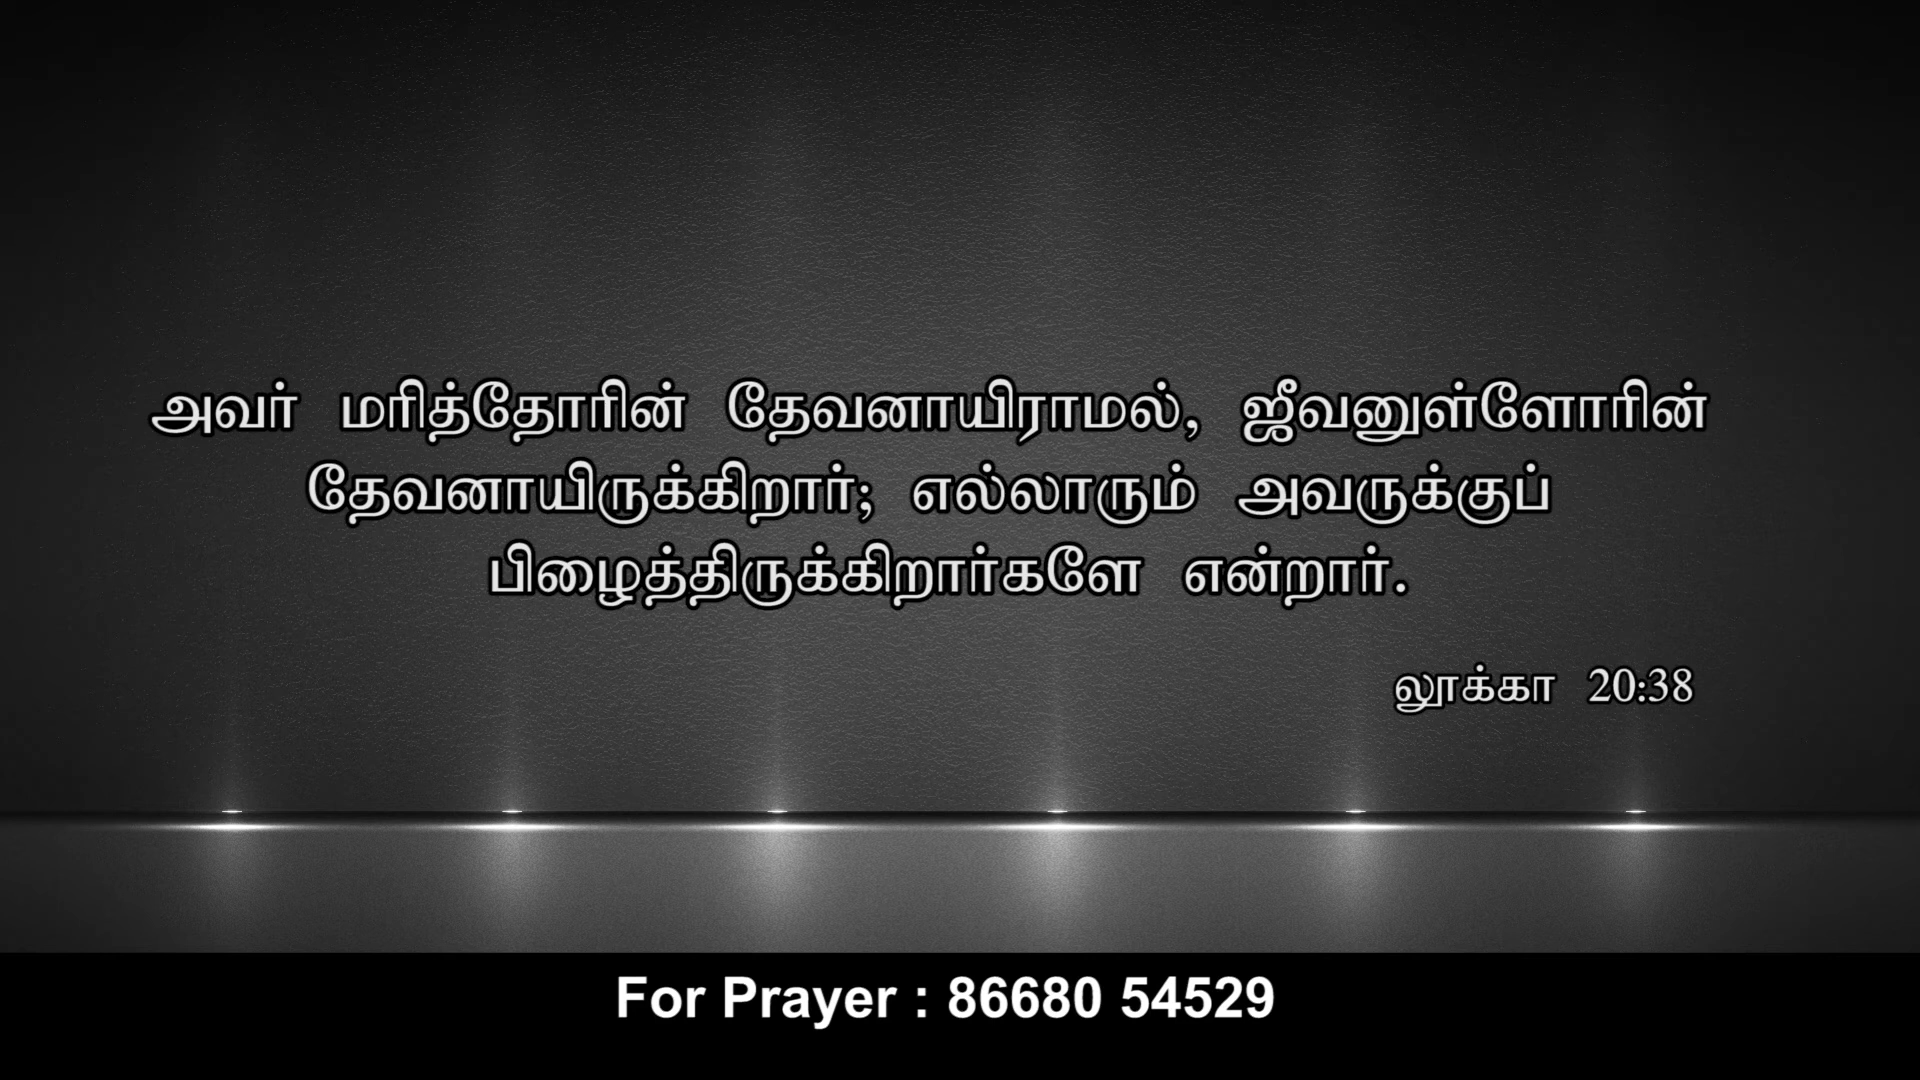 அவர் மரித்தோரின் தேவனாயிராமல், ஜீவனுள்ளோரின்
தேவனாயிருக்கிறார்; எல்லாரும் அவருக்குப்
பிழைத்திருக்கிறார்களே என்றார்.
லூக்கா 20:38
For Prayer : 86680 54529